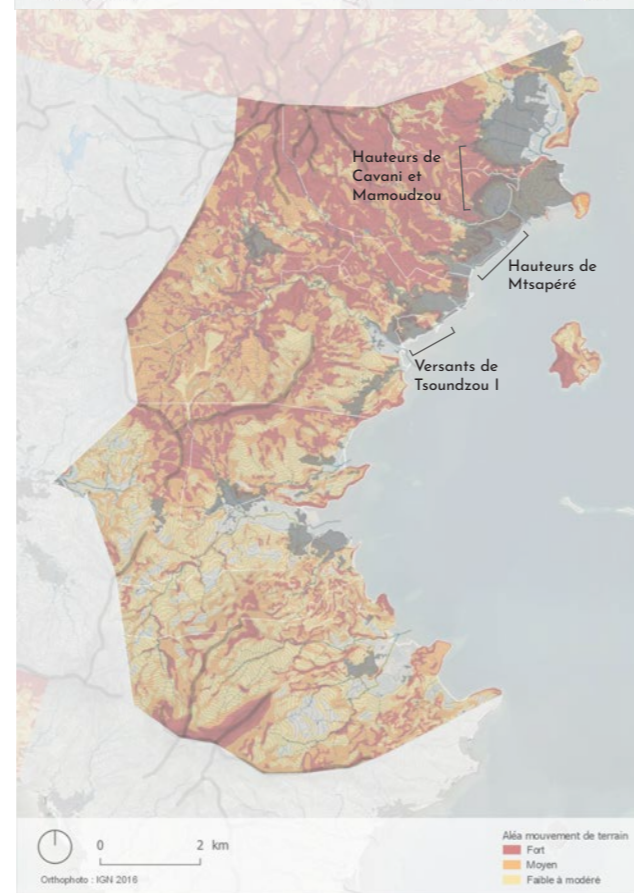 Hauteurs de
Cavani et
Mamoudzou
Hauteurs de
Mtsapéré
Versants de
Tsoundzou I
0 2 km
Orthophoto : IGN 2016
Aléa mouvement de terrain
Fort
Moyen
Faible à modéré